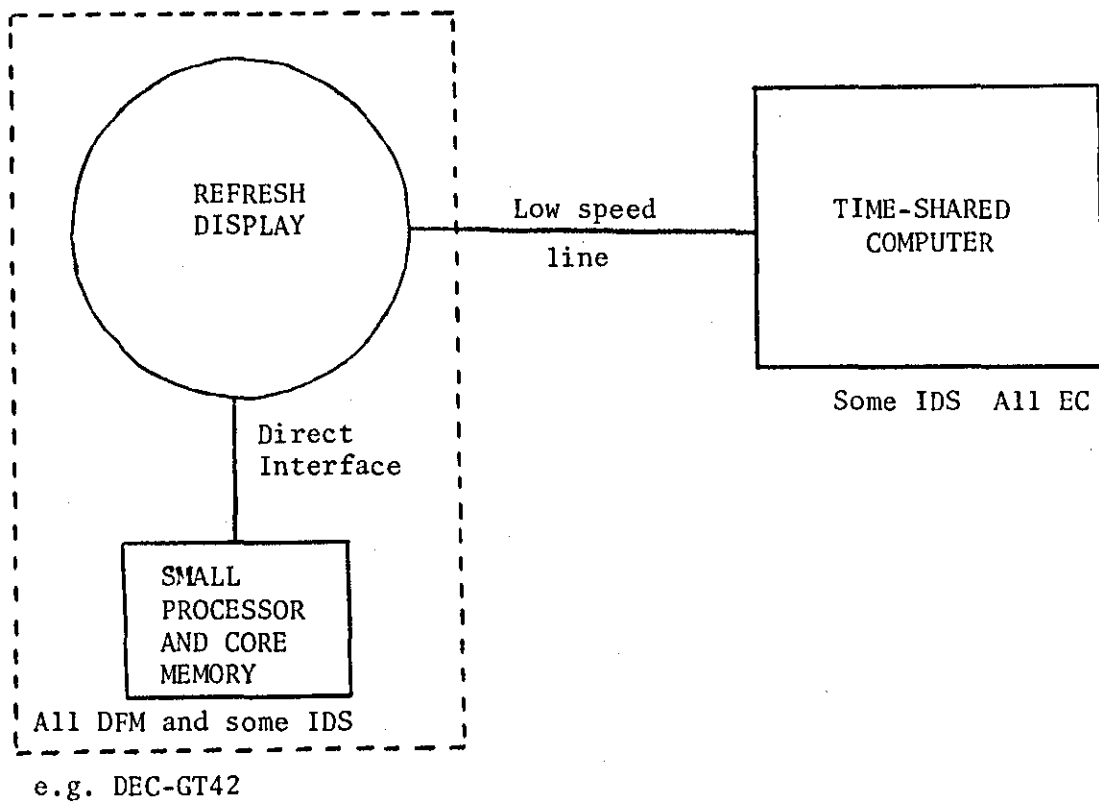 REFRESH
DISPLAY
Low speed
line
TIME-SHARED
COMPUTER
Some IDS All EC
Direct
Interface
SMALL
PROCESSOR
AND CORE
MEMORY
All DFM and some IDS
e.g. DEC-GT42